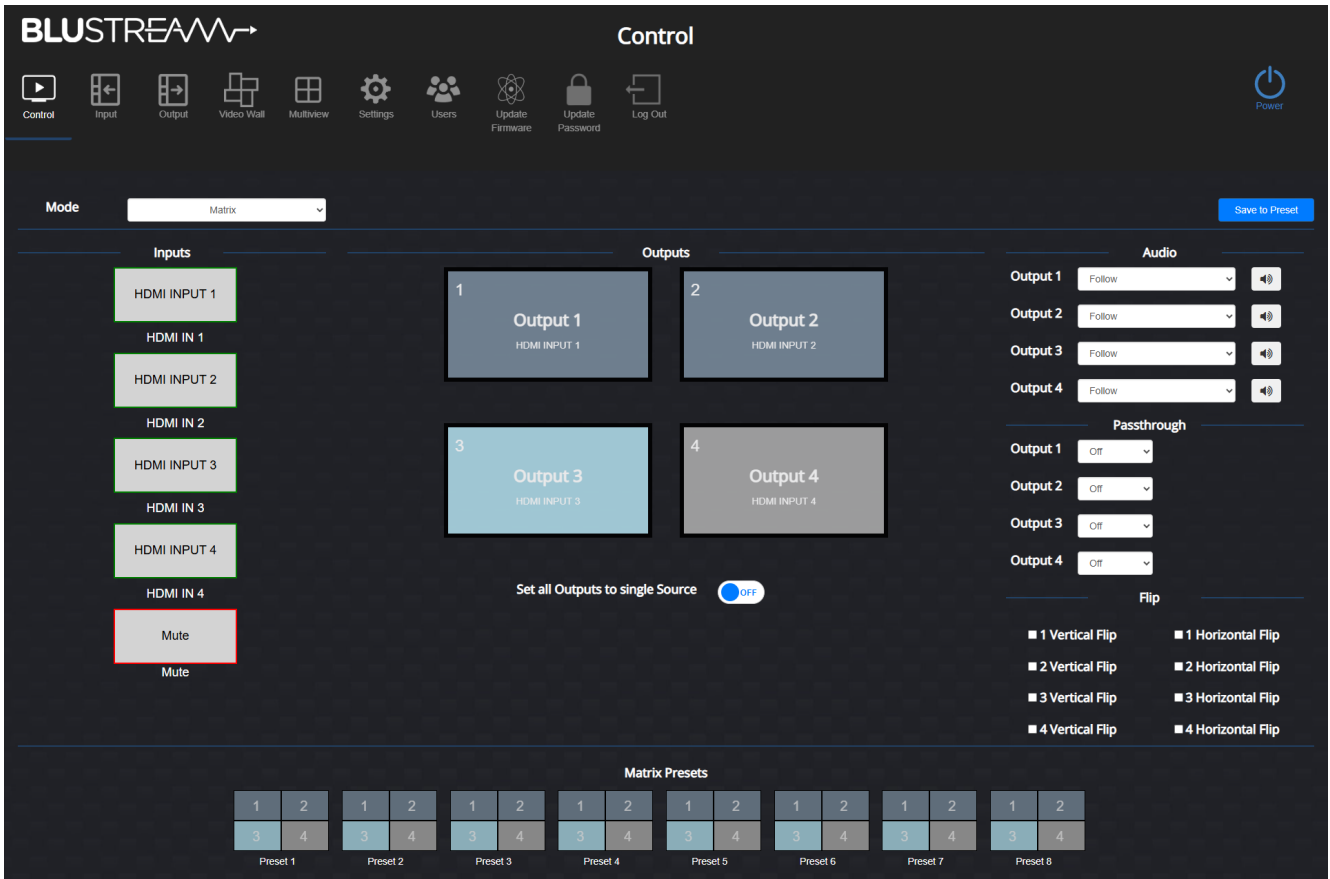 BLUSTREAM
Control
Control
Input
Output
Video Wall
Multiview
Settings
Users
Update
Firmware
Update
Password
Log Out
Power
Mode
Matrix
Save to Preset
Inputs
HDMI INPUT 1
HDMI IN 1
HDMI INPUT 2
HDMI IN 2
HDMI INPUT 3
HDMI IN 3
HDMI INPUT 4
HDMI IN 4
Mute
Mute
Outputs
1
Output 1
HDMI INPUT 1
2
Output 2
HDMI INPUT 2
3
Output 3
HDMI INPUT 3
4
Output 4
HDMI INPUT 4
Set all Outputs to single Source OFF
Audio
Output 1 Follow
Output 2 Follow
Output 3 Follow
Output 4 Follow
Passthrough
Output 1 Off
Output 2 Off
Output 3 Off
Output 4 Off
Flip
1 Vertical Flip 1 Horizontal Flip
2 Vertical Flip 2 Horizontal Flip
3 Vertical Flip 3 Horizontal Flip
4 Vertical Flip 4 Horizontal Flip
Matrix Presets
1 2 1 2 1 2 1 2 1 2 1 2 1 2 1 2
3 4 3 4 3 4 3 4 3 4 3 4 3 4 3 4
Preset 1 Preset 2 Preset 3 Preset 4 Preset 5 Preset 6 Preset 7 Preset 8